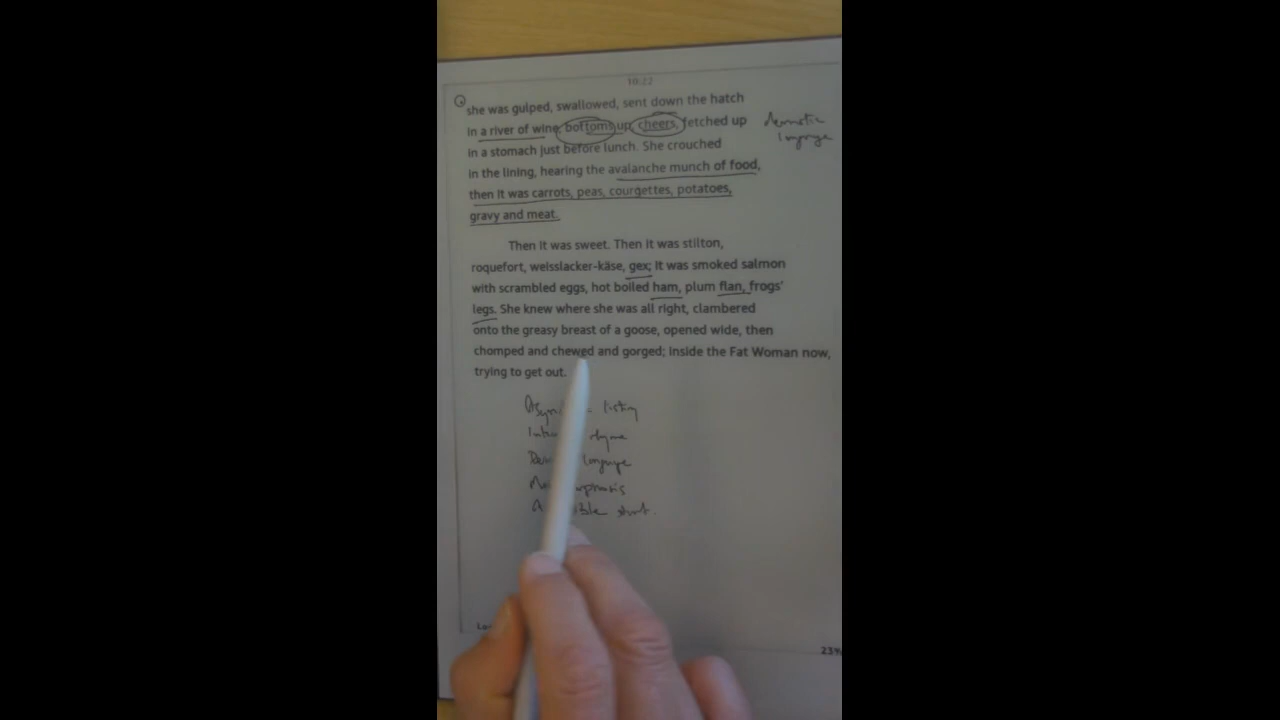 10:22
she was gulped, swallowed, sent down the hatch
in a river of wine, bottoms up, cheers, fetched up
in a stomach just before lunch. She crouched
in the lining, hearing the avalanche munch of food,
then it was carrots, peas, courgettes, potatoes,
gravy and meat.
Then it was sweet. Then it was stilton,
roquefort, weisslacker-käse, gex; it was smoked salmon
with scrambled eggs, hot boiled ham, plum flan, frogs'
legs. She knew where she was all right, clambered
onto the greasy breast of a goose, opened wide, then
chomped and chewed and gorged; inside the Fat Woman now,
trying to get out.
listing
rhyme
language
23%